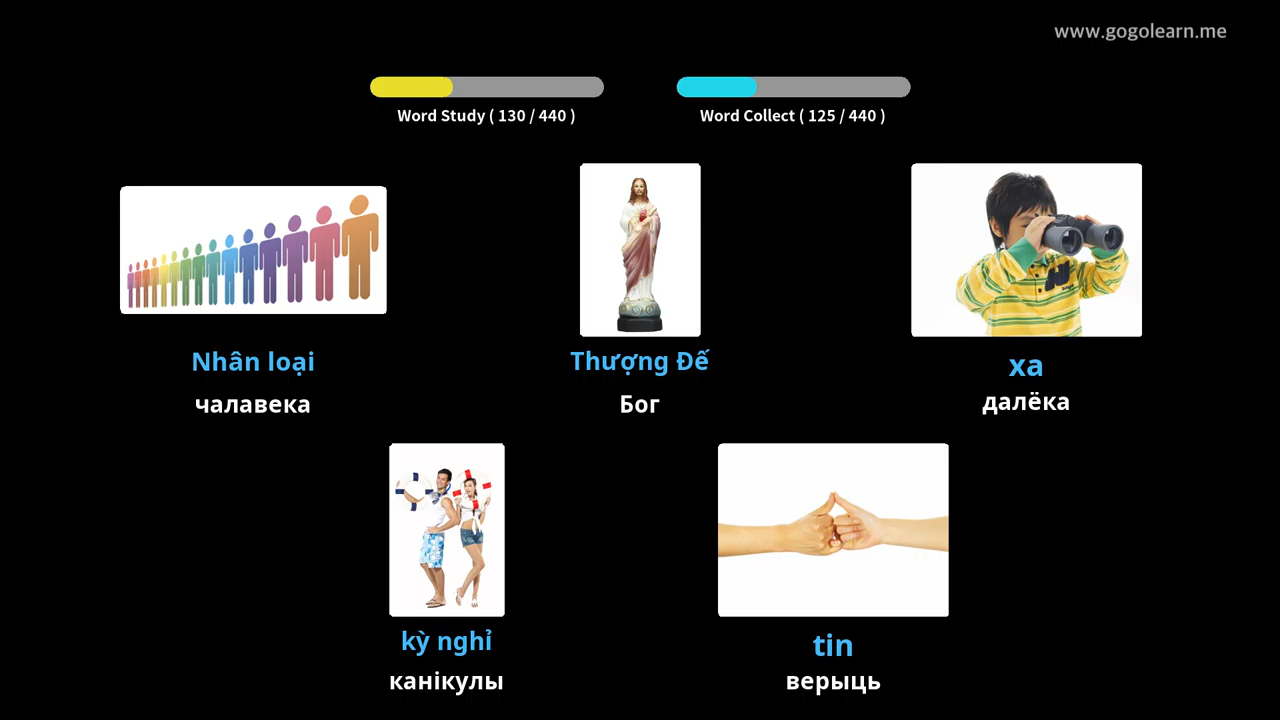 www.gogolearn.me
Word Study ( 130 / 440 )
Word Collect ( 125 / 440 )
Nhân loại
чалавека
Thượng Đế
Бог
xa
далёка
kỳ nghỉ
канікулы
tin
верыць